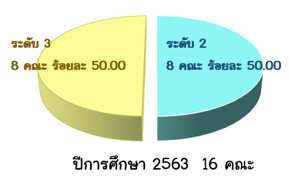 ระดับ 3
8 คณะ ร้อยละ 50.00
ระดับ 2
8 คณะ ร้อยละ 50.00
ปีการศึกษา 2563 16 คณะ